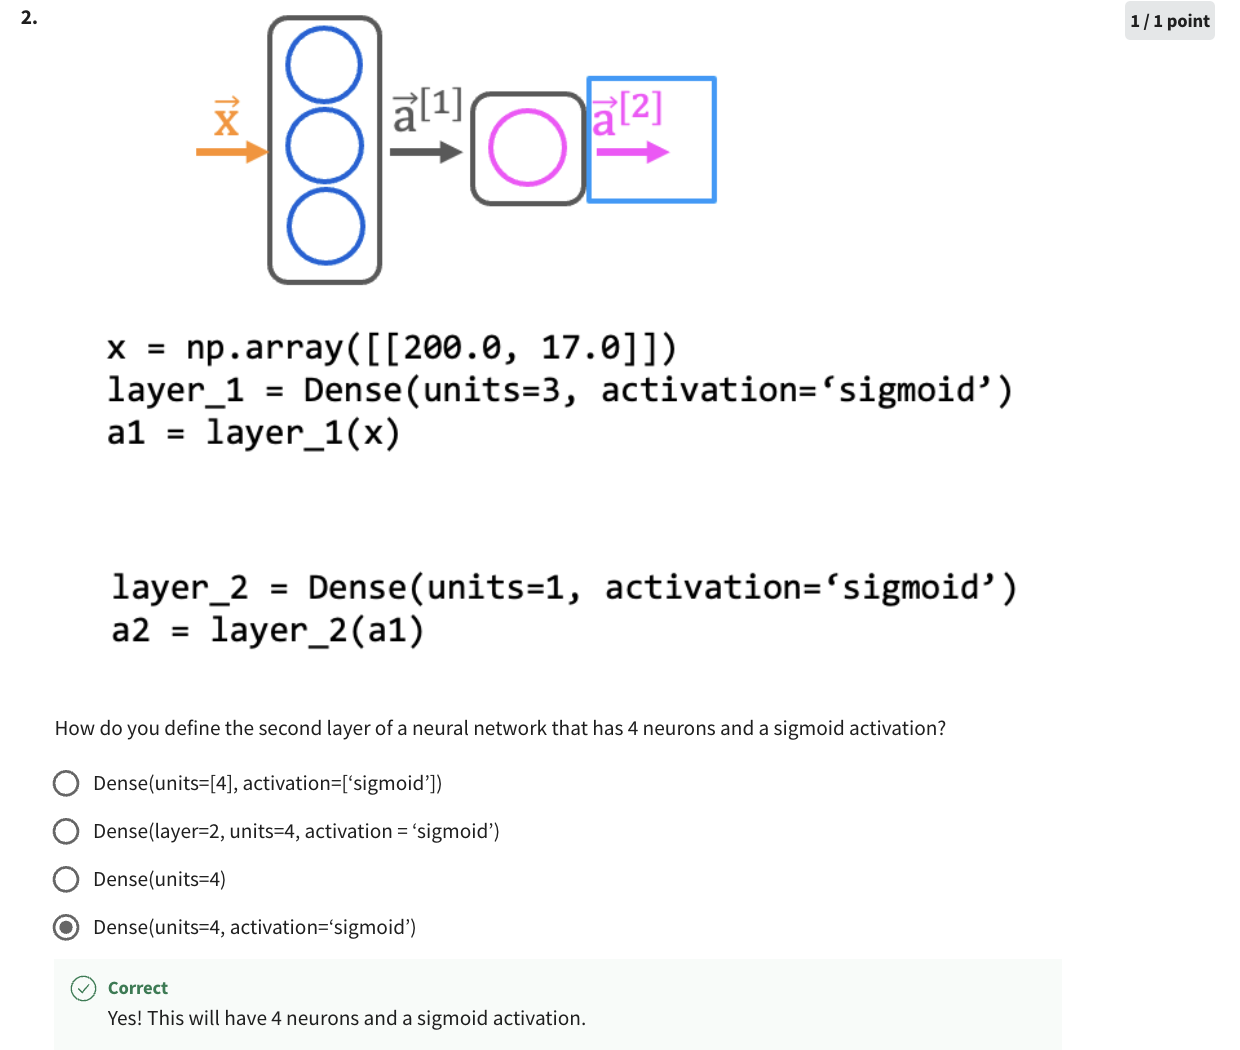 2.
1 / 1 point
x⃗
a⃗[1]
a⃗[2]
x = np.array([[200.0, 17.0]])
layer_1 = Dense(units=3, activation=‘sigmoid’)
a1 = layer_1(x)
layer_2 = Dense(units=1, activation=‘sigmoid’)
a2 = layer_2(a1)
How do you define the second layer of a neural network that has 4 neurons and a sigmoid activation?
Dense(units=[4], activation=[‘sigmoid’])
Dense(layer=2, units=4, activation = ‘sigmoid’)
Dense(units=4)
Dense(units=4, activation=‘sigmoid’)
Correct
Yes! This will have 4 neurons and a sigmoid activation.